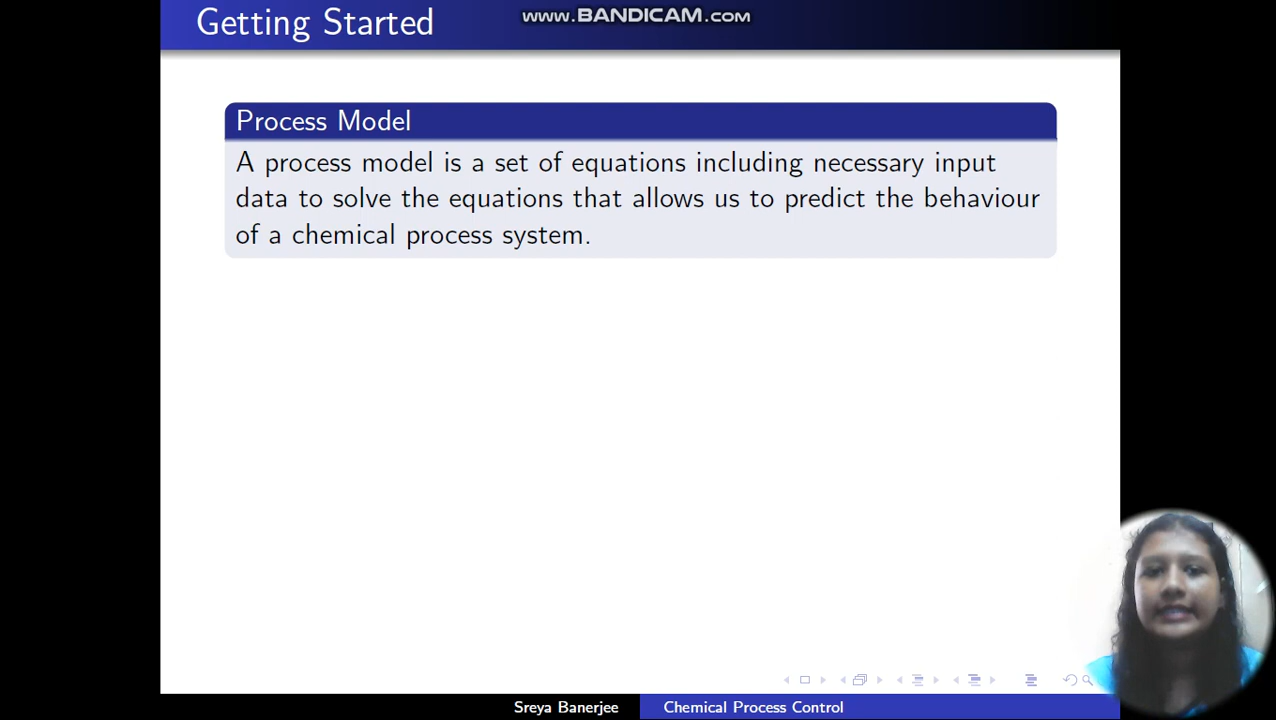 Getting Started
www.BANDICAM.com
Process Model
A process model is a set of equations including necessary input
data to solve the equations that allows us to predict the behaviour
of a chemical process system.
Sreya Banerjee
Chemical Process Control